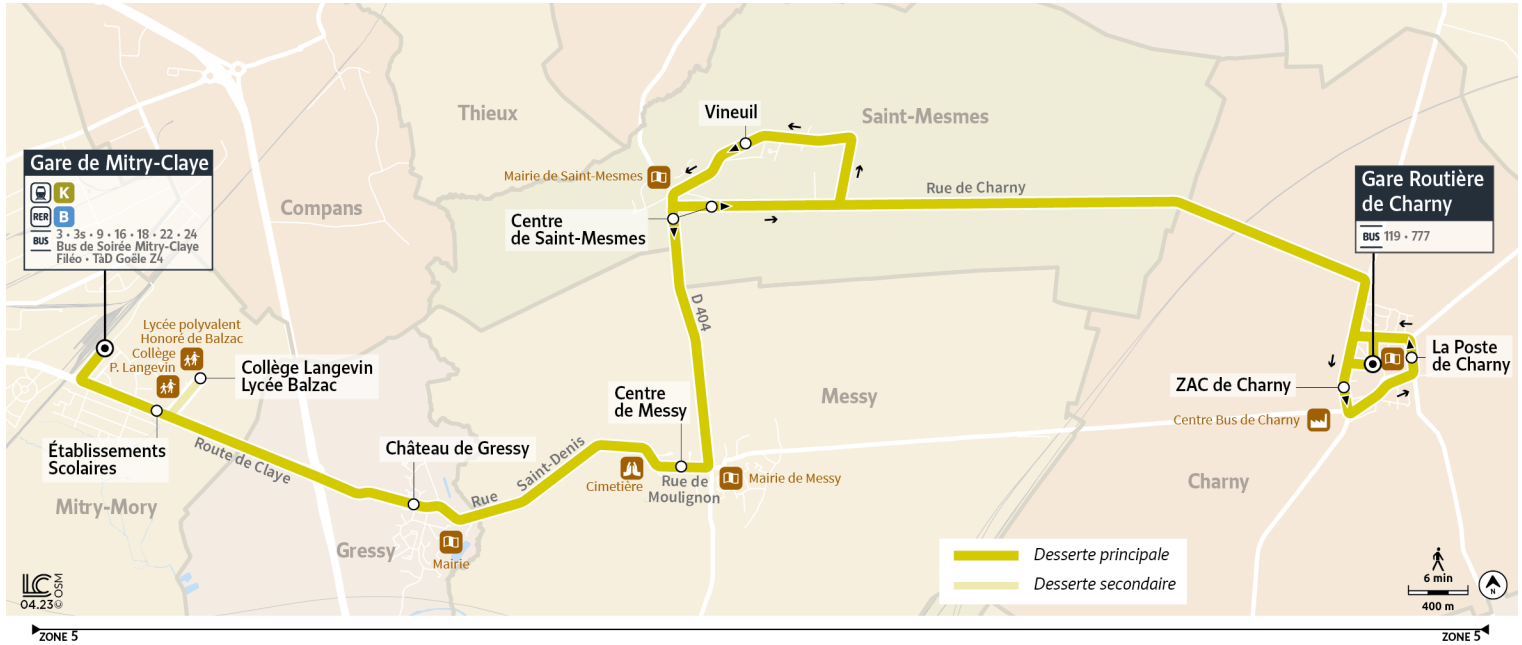 Thieux
Vineuil
Saint-Mesmes
Gare de Mitry-Claye
K
RER B
BUS
3 • 3s • 9 • 16 • 18 • 22 • 24
Bus de Soirée Mitry-Claye
Filéo • TàD Goële Z4
Compans
Mairie de Saint-Mesmes
Rue de Charny
Centre
de Saint-Mesmes
Gare Routière
de Charny
BUS 119 • 777
D 404
Lycée polyvalent
Honoré de Balzac
Collège
P. Langevin
Collège Langevin
Lycée Balzac
Établissements
Scolaires
Route de Claye
Mitry-Mory
Château de Gressy
Rue Saint-Denis
Gressy
Mairie
Centre
de Messy
Cimetière
Rue de
Moulignon
Mairie de Messy
Messy
La Poste
de Charny
ZAC de Charny
Centre Bus de Charny
Charny
Desserte principale
Desserte secondaire
6 min
400 m
N
LC
04.23 © OSM
ZONE 5
ZONE 5